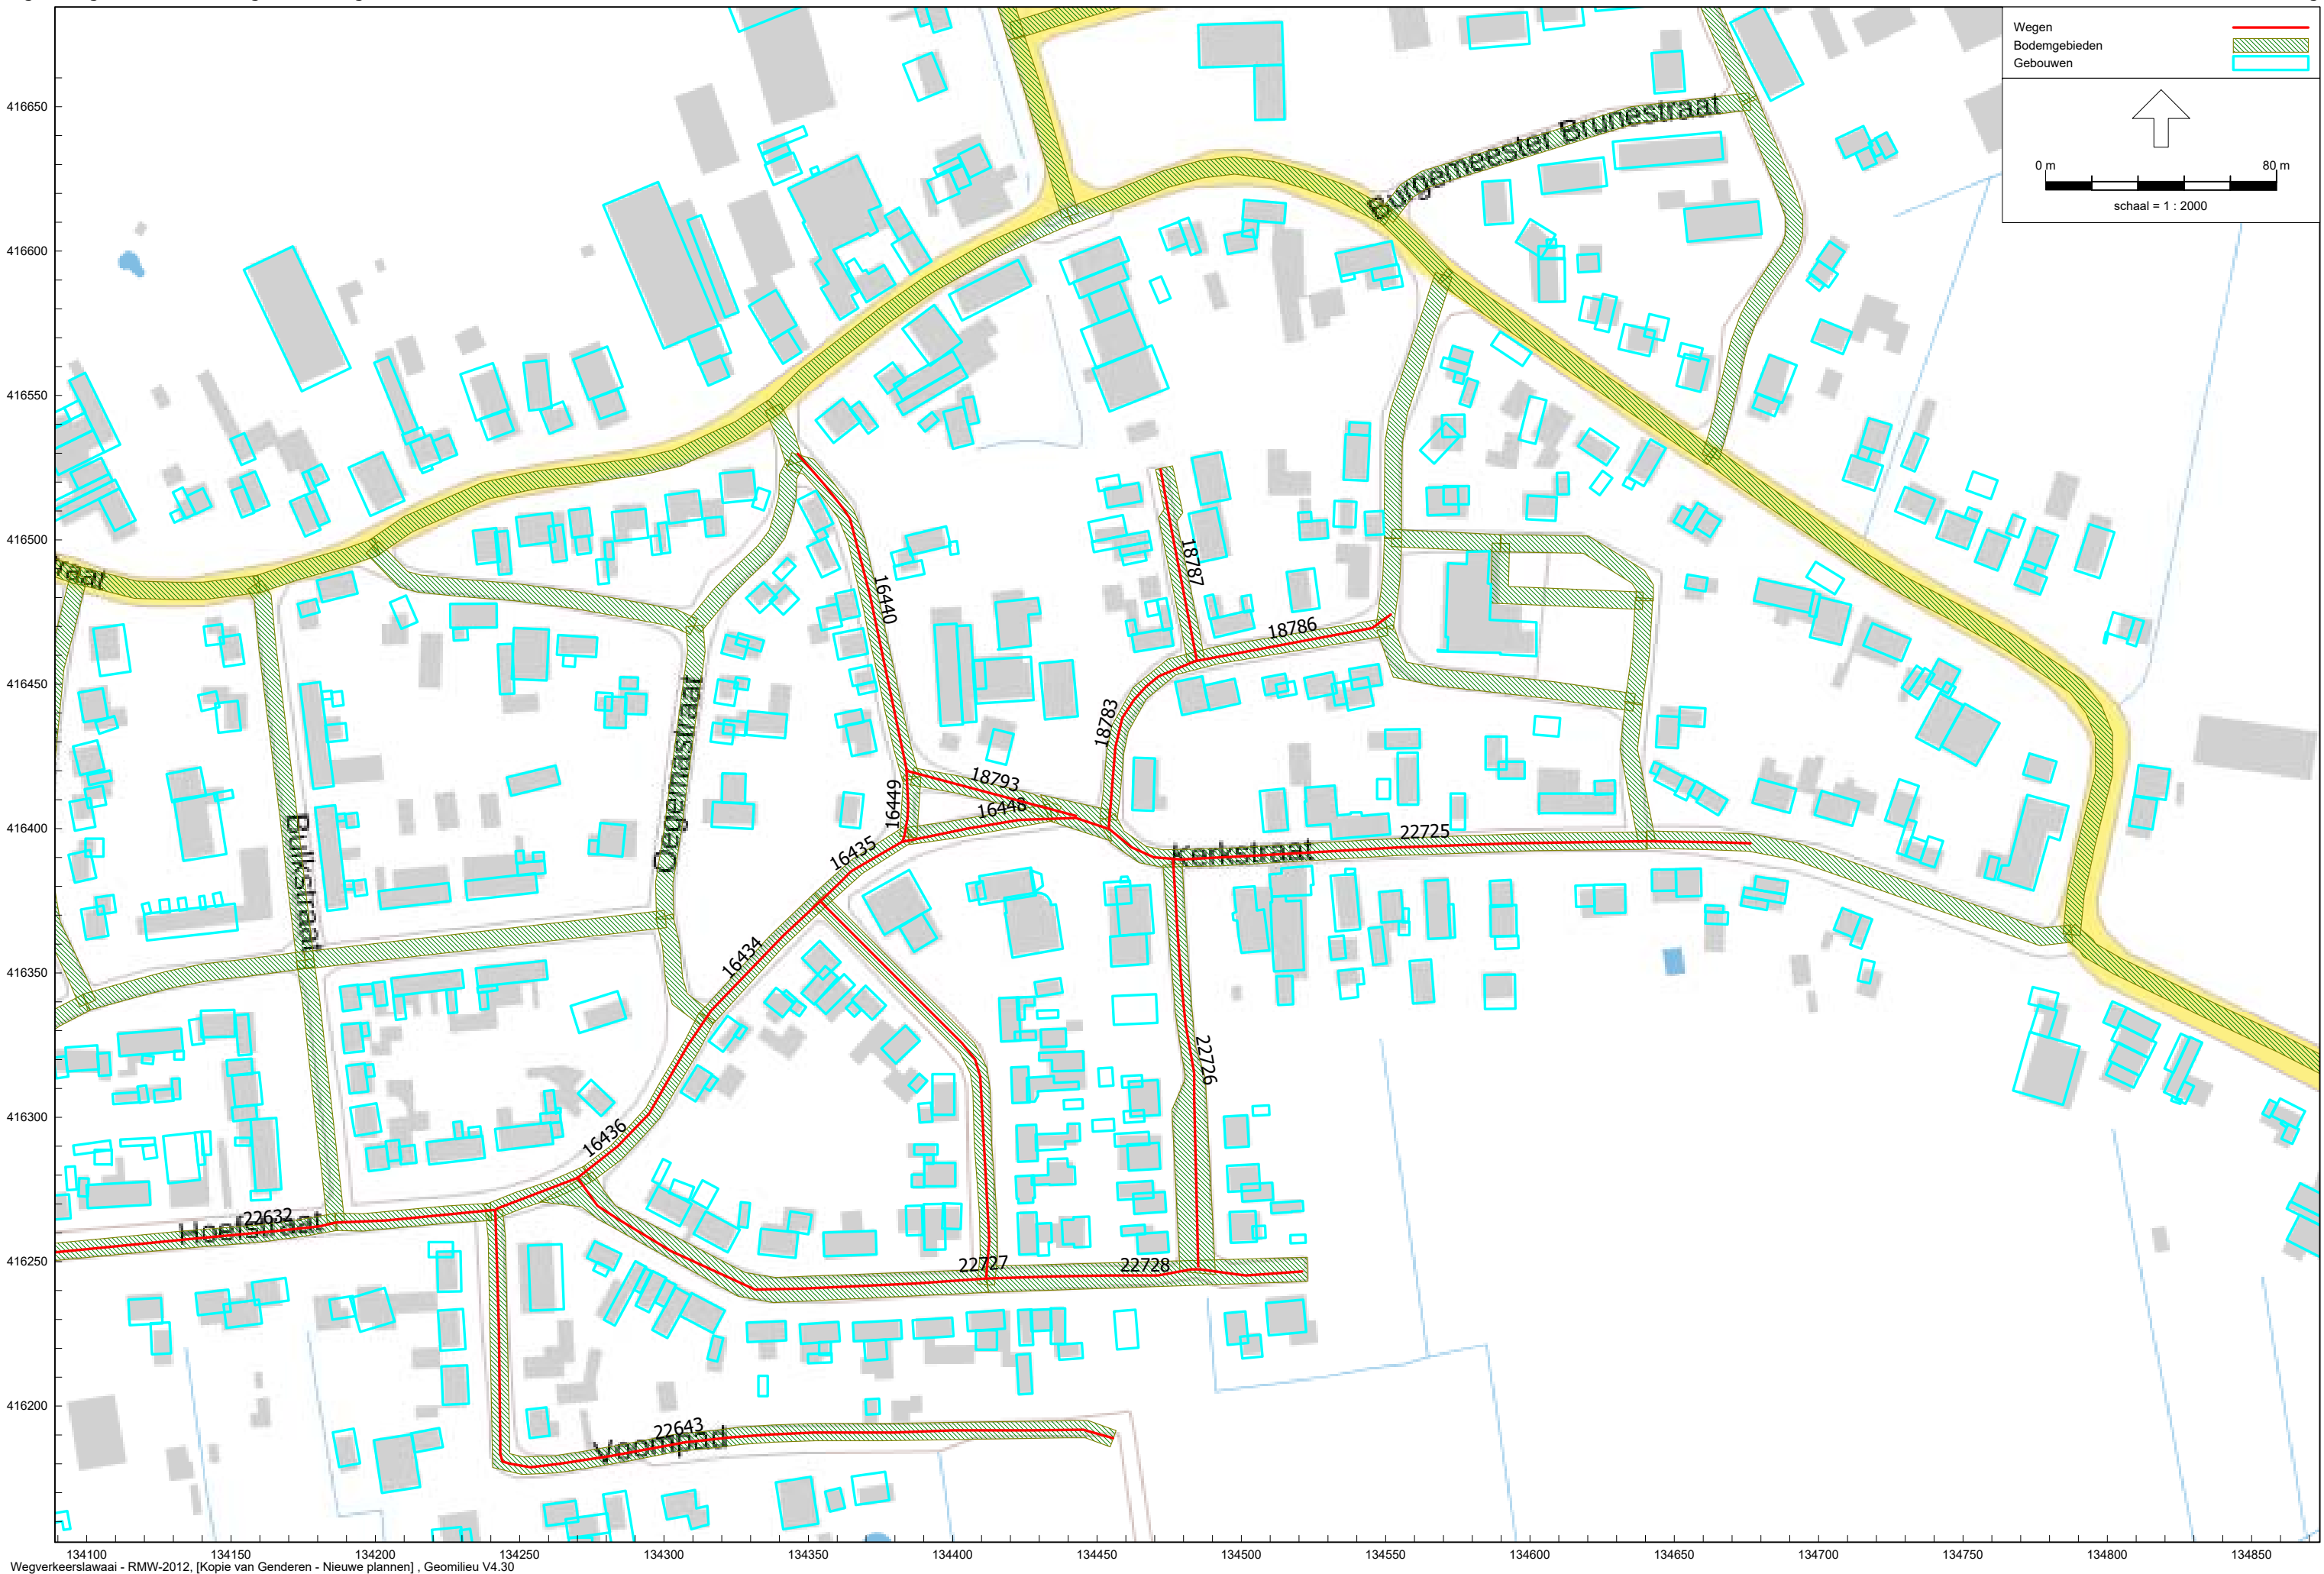 Wegen
Bodemgebieden
Gebouwen
0 m 80 m
schaal = 1 : 2000
416650
416600
416550
416500
416450
416400
416350
416300
416250
416200
Burgemeester Brunestraat
raat
18787
16440
18786
Oegemastraat
18783
18793
16448
16449
16435
22725
Kerkstraat
Bulkstraat
16434
22726
16436
22632
Hoefstraat
22727
22728
22643
134100 134150 134200 134250 134300 134350 134400 134450 134500 134550 134600 134650 134700 134750 134800 134850
Wegverkeerslawaai - RMW-2012, [Kopie van Genderen - Nieuwe plannen] , Geomilieu V4.30